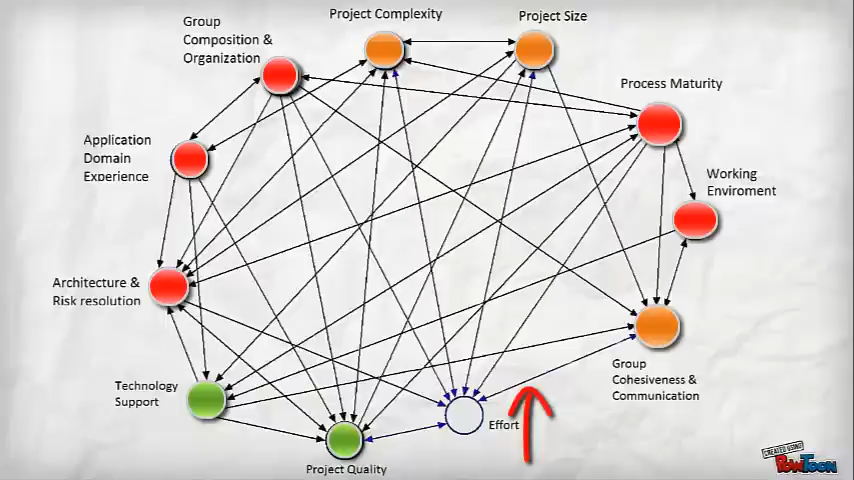 Project Complexity
Project Size
Group
Composition &
Organization
Process Maturity
Application
Domain
Experience
Working
Enviroment
Architecture &
Risk resolution
Group
Cohesiveness &
Communication
Technology
Support
Effort
Project Quality
CREATED USING
PowToon